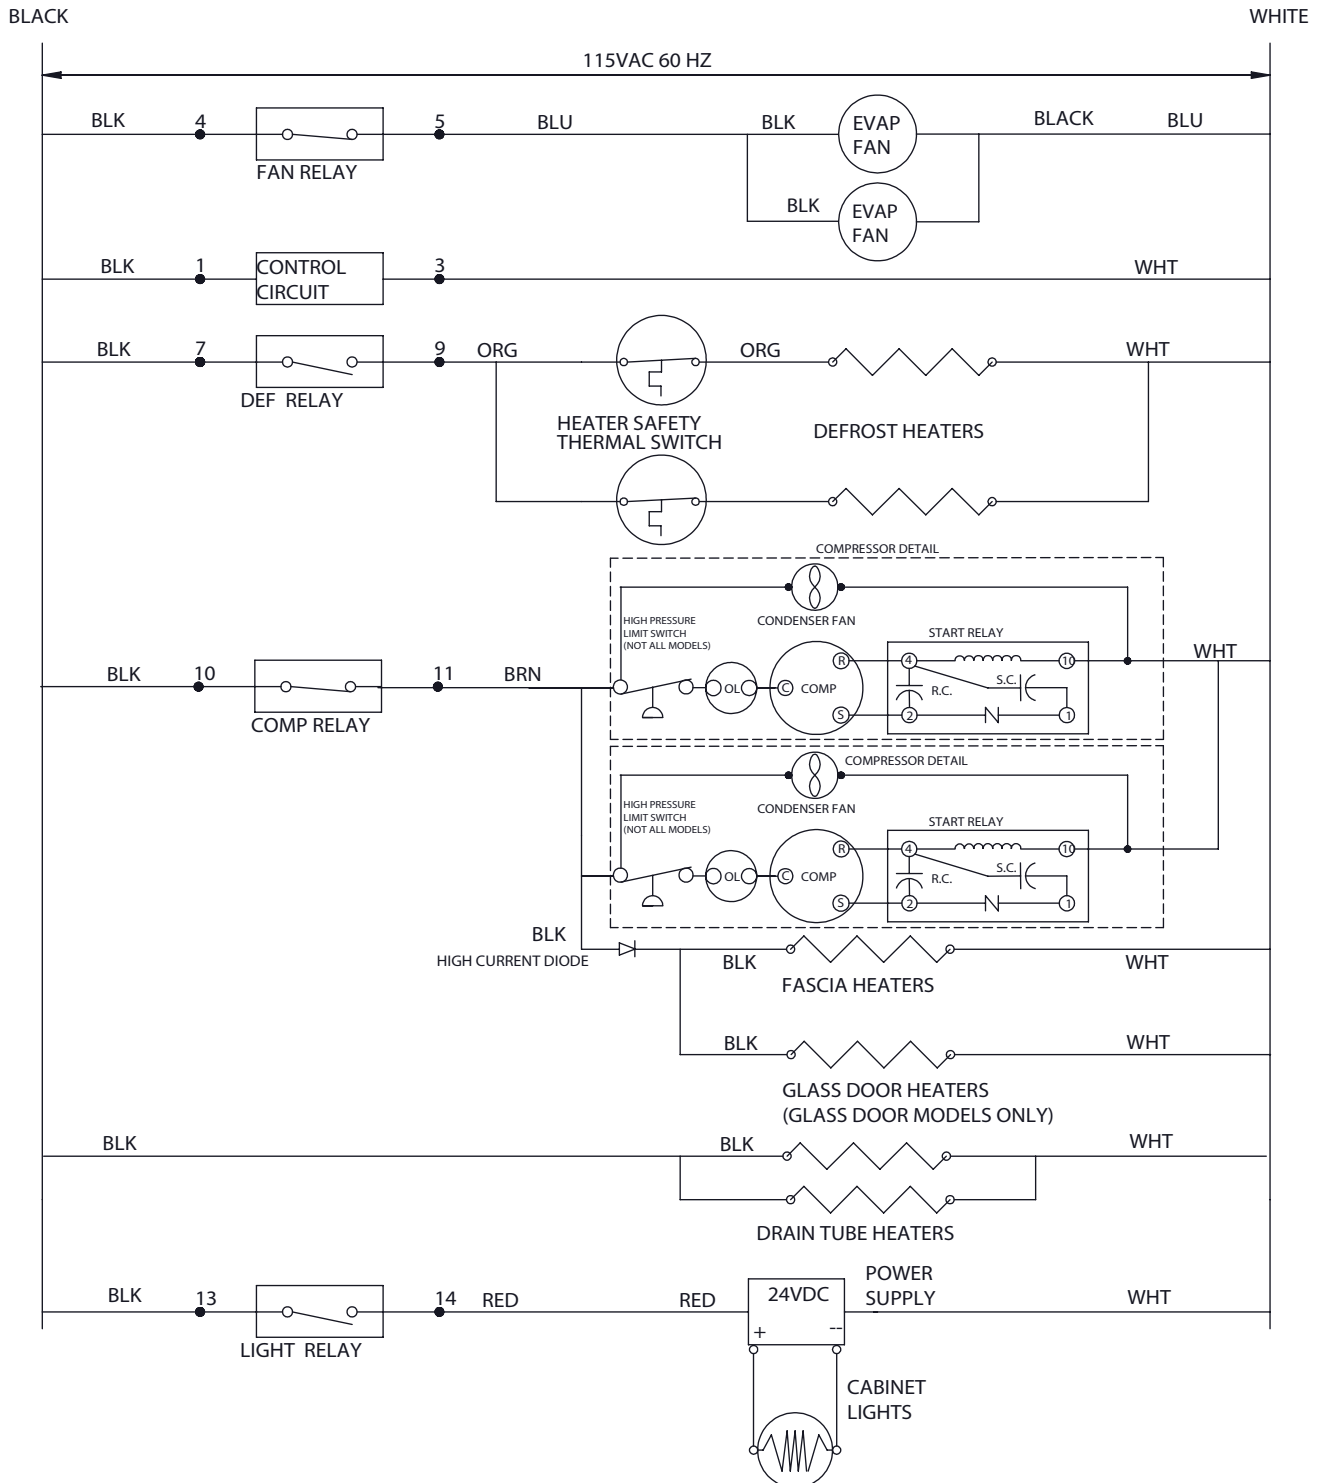 BLACK
WHITE
115VAC 60 HZ
BLK
4
5
BLU
BLK
EVAP
FAN
BLACK
BLU
FAN RELAY
BLK
EVAP
FAN
BLK
1
CONTROL
CIRCUIT
3
WHT
BLK
7
9
ORG
ORG
WHT
DEF RELAY
HEATER SAFETY
THERMAL SWITCH
DEFROST HEATERS
COMPRESSOR DETAIL
HIGH PRESSURE
LIMIT SWITCH
(NOT ALL MODELS)
CONDENSER FAN
START RELAY
BLK
10
11
BRN
OL
C
COMP
R
S
4
10
R.C.
S.C.
2
N
1
WHT
COMP RELAY
COMPRESSOR DETAIL
HIGH PRESSURE
LIMIT SWITCH
(NOT ALL MODELS)
CONDENSER FAN
START RELAY
OL
C
COMP
R
S
4
10
R.C.
S.C.
2
N
1
BLK
HIGH CURRENT DIODE
BLK
WHT
FASCIA HEATERS
BLK
WHT
GLASS DOOR HEATERS
(GLASS DOOR MODELS ONLY)
BLK
BLK
WHT
DRAIN TUBE HEATERS
BLK
13
14
RED
RED
24VDC
+
--
POWER
SUPPLY
WHT
LIGHT RELAY
CABINET
LIGHTS